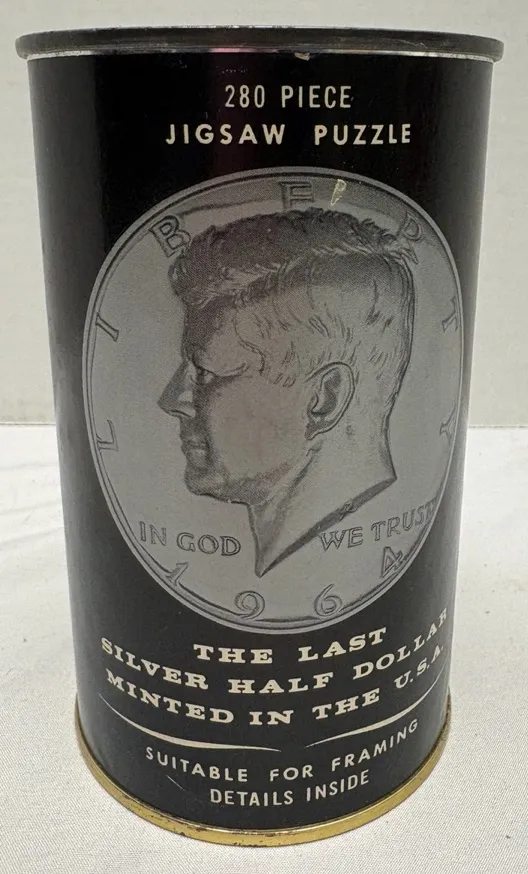 280 PIECE
JIGSAW PUZZLE
LIBERTY
IN GOD WE TRUST
1964
THE LAST
SILVER HALF DOLLAR
MINTED IN THE U.S.A.
SUITABLE FOR FRAMING
DETAILS INSIDE